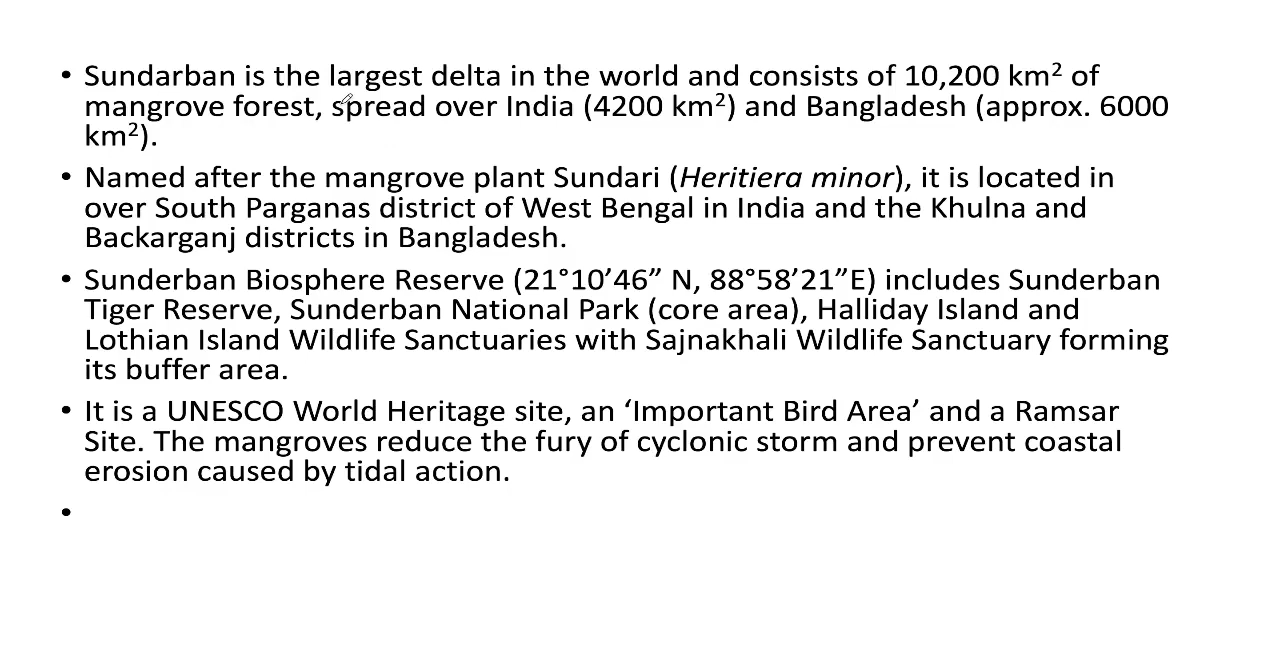 • Sundarban is the largest delta in the world and consists of 10,200 km² of
mangrove forest, spread over India (4200 km²) and Bangladesh (approx. 6000
km²).
• Named after the mangrove plant Sundari (Heritiera minor), it is located in
over South Parganas district of West Bengal in India and the Khulna and
Backarganj districts in Bangladesh.
• Sunderban Biosphere Reserve (21°10’46” N, 88°58’21”E) includes Sunderban
Tiger Reserve, Sunderban National Park (core area), Halliday Island and
Lothian Island Wildlife Sanctuaries with Sajnakhali Wildlife Sanctuary forming
its buffer area.
• It is a UNESCO World Heritage site, an ‘Important Bird Area’ and a Ramsar
Site. The mangroves reduce the fury of cyclonic storm and prevent coastal
erosion caused by tidal action.
•